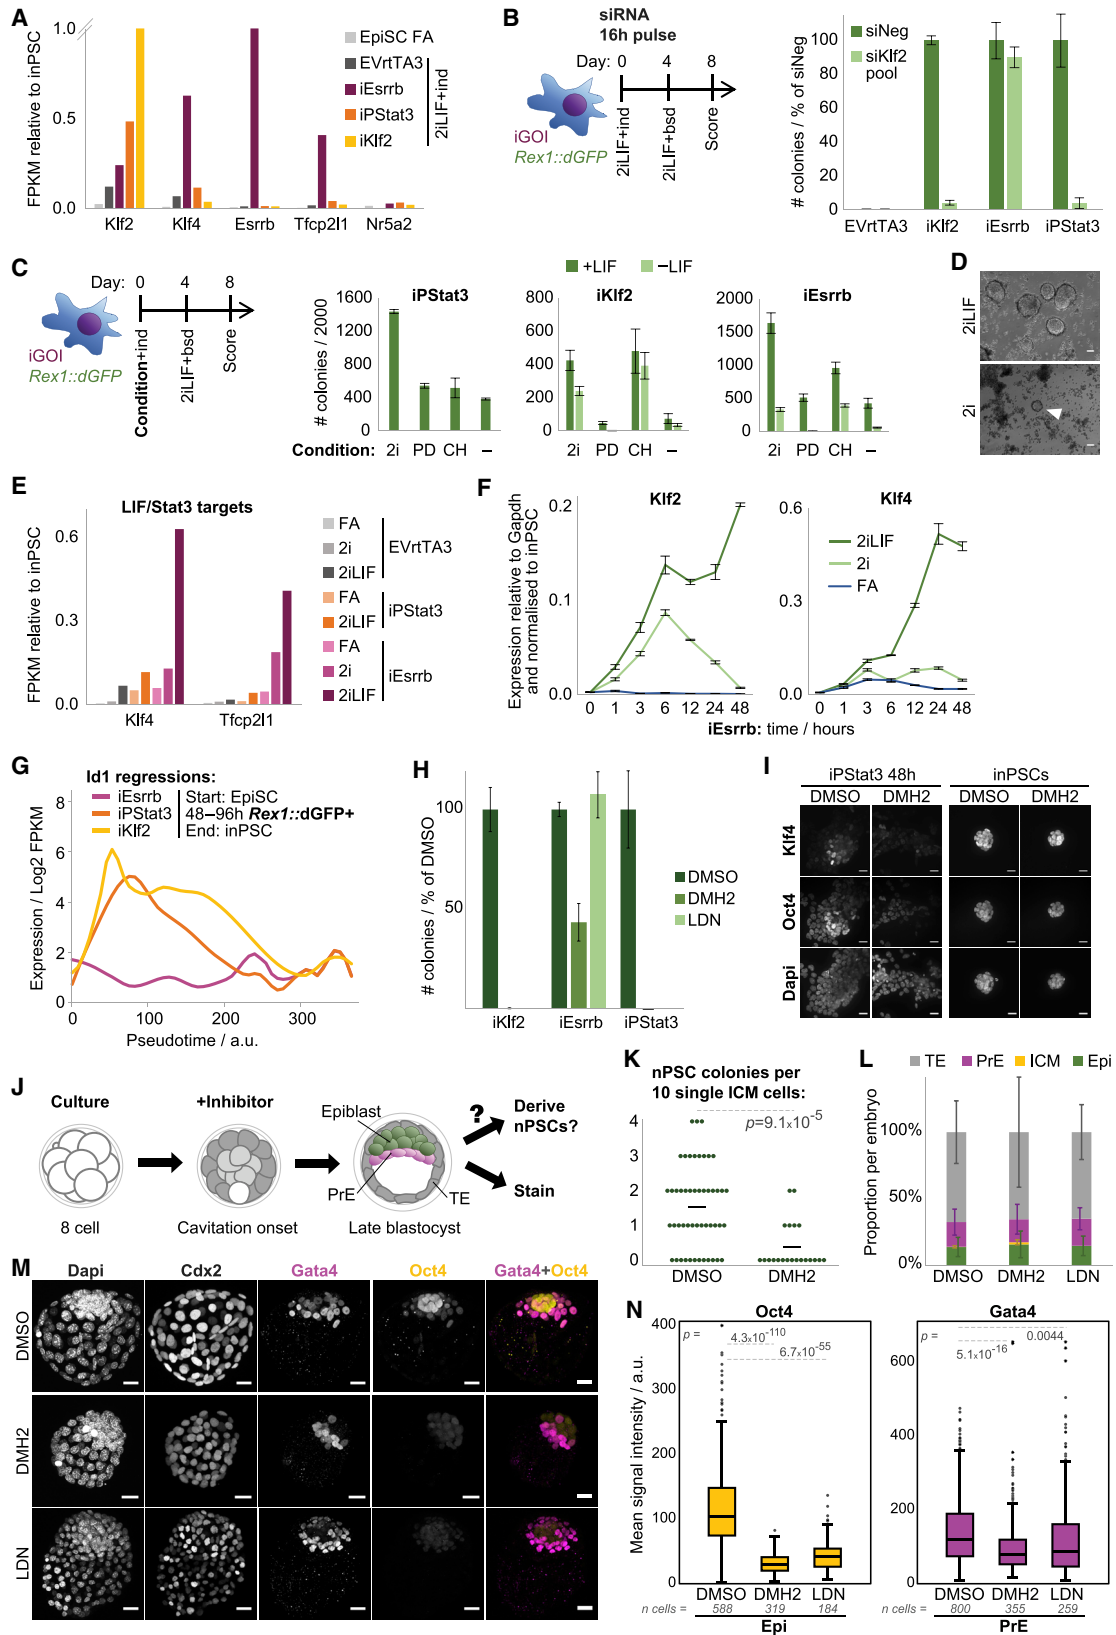 A
FPKM relative to inPSC
1.0
0.5
0.0
Klf2 Klf4 Esrrb Tfcp2l1 Nr5a2
EpiSC FA
EVrtTA3
iEsrrb
iPStat3
iKlf2
2iLIF+ind
B
siRNA
16h pulse
Day: 0 4 8
iGOI
Rex1::dGFP
2iLIF+ind
2iLIF+bsd
Score
# colonies / % of siNeg
100
80
60
40
20
0
siNeg
siKlf2
pool
EVrtTA3 iKlf2 iEsrrb iPStat3
C
Day: 0 4 8
iGOI
Rex1::dGFP
Condition+ind
2iLIF+bsd
Score
+LIF –LIF
# colonies / 2000
iPStat3
1600
1200
800
400
0
iKlf2
800
600
400
200
0
iEsrrb
2000
1500
1000
500
0
Condition: 2i PD CH – 2i PD CH – 2i PD CH –
D
2iLIF
2i
E
LIF/Stat3 targets
FPKM relative to inPSC
0.6
0.3
0.0
Klf4 Tfcp2l1
FA
2i
2iLIF
EVrtTA3
FA
2iLIF
iPStat3
FA
2i
2iLIF
iEsrrb
F
Expression relative to Gapdh
and normalised to inPSC
Klf2
0.2
0.1
0.0
0 1 3 6 12 24 48
Klf4
0.6
0.3
0.0
0 1 3 6 12 24 48
2iLIF
2i
FA
iEsrrb: time / hours
G
Id1 regressions:
iEsrrb
iPStat3
iKlf2
Start: EpiSC
48–96h Rex1::dGFP+
End: inPSC
Expression / Log2 FPKM
8
6
4
2
0
0 100 200 300
Pseudotime / a.u.
H
# colonies / % of DMSO
100
50
DMSO
DMH2
LDN
iKlf2 iEsrrb iPStat3
I
iPStat3 48h inPSCs
DMSO DMH2 DMSO DMH2
Klf4
Oct4
Dapi
J
Culture
+Inhibitor
Epiblast
PrE
TE
?
Derive
nPSCs?
Stain
8 cell
Cavitation onset
Late blastocyst
K
nPSC colonies per
10 single ICM cells:
p=9.1x10-5
4
3
2
1
0
DMSO DMH2
L
TE PrE ICM Epi
Proportion per embryo
100%
50%
0%
DMSO DMH2 LDN
M
Dapi Cdx2 Gata4 Oct4 Gata4+Oct4
DMSO
DMH2
LDN
N
Oct4
Mean signal intensity / a.u.
400
300
200
100
0
p =
4.3x10-110
6.7x10-55
DMSO DMH2 LDN
n cells = 588 319 184
Epi
Gata4
600
400
200
0
p =
0.0044
5.1x10-16
DMSO DMH2 LDN
n cells = 800 355 259
PrE